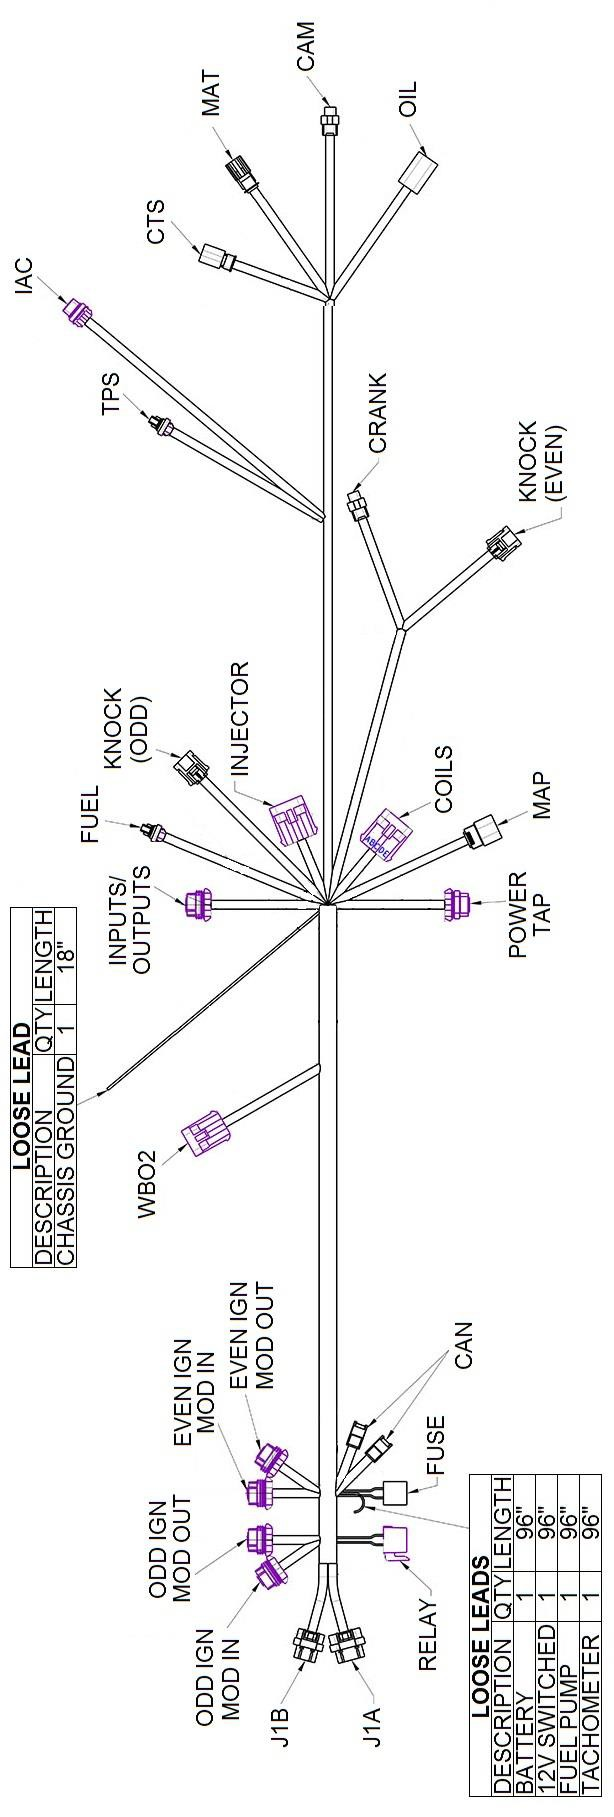 CAM
MAT
OIL
CTS
IAC
TPS
CRANK
KNOCK
(EVEN)
KNOCK
(ODD)
INJECTOR
FUEL
COILS
ABCDE
MAP
INPUTS/
OUTPUTS
POWER
TAP
LOOSE LEAD
DESCRIPTION QTY LENGTH
CHASSIS GROUND 1 18"
WBO2
EVEN IGN
MOD OUT
EVEN IGN
MOD IN
CAN
FUSE
ODD IGN
MOD OUT
ODD IGN
MOD IN
RELAY
J1B
J1A
LOOSE LEADS
DESCRIPTION QTY LENGTH
BATTERY 1 96"
12V SWITCHED 1 96"
FUEL PUMP 1 96"
TACHOMETER 1 96"